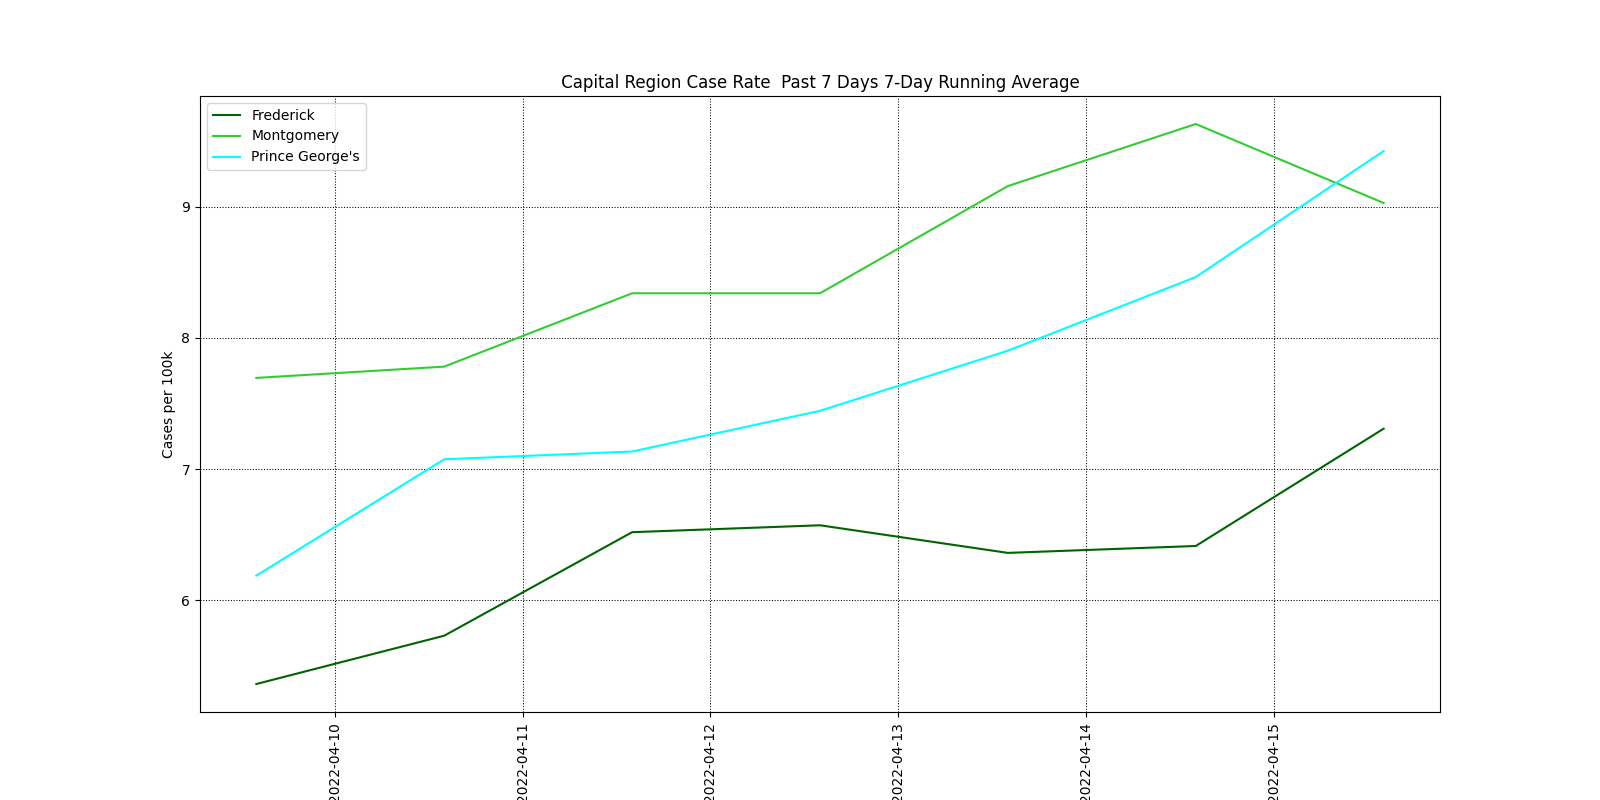 Capital Region Case Rate  Past 7 Days 7-Day Running Average
Frederick
Montgomery
Prince George's
Cases per 100k
9
8
7
6
2022-04-10
2022-04-11
2022-04-12
2022-04-13
2022-04-14
2022-04-15